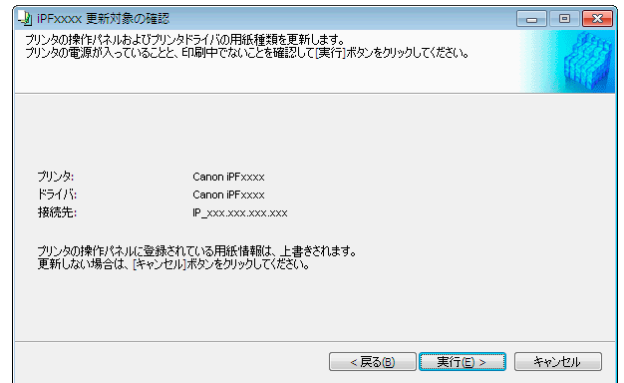 iPFxxxx 更新対象の確認
プリンタの操作パネルおよびプリンタドライバの用紙種類を更新します。
プリンタの電源が入っていることと、印刷中でないことを確認して[実行]ボタンをクリックしてください。
プリンタ: Canon iPFxxxx
ドライバ: Canon iPFxxxx
接続先: IP_xxx.xxx.xxx.xxx
プリンタの操作パネルに登録されている用紙情報は、上書きされます。
更新しない場合は、[キャンセル]ボタンをクリックしてください。
< 戻る(B) 実行(E) > キャンセル